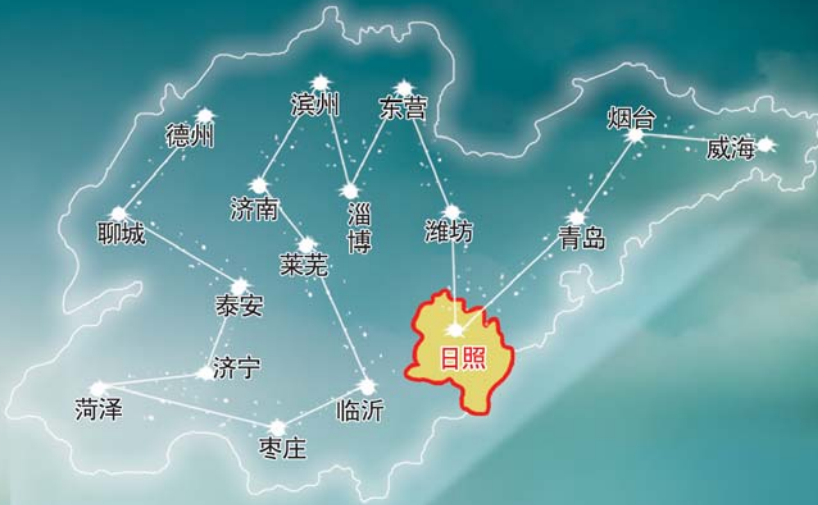 滨州
东营
德州
烟台
威海
济南
淄
博
聊城
潍坊
青岛
莱芜
泰安
日照
济宁
菏泽
临沂
枣庄